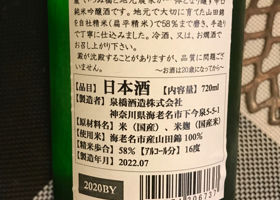 純米吟醸酒です。地元で大切に育てた山田錦
を自社精米(扁平精米)で58%まで磨き、手造り
で丁寧に仕込みました。冷酒、又は、お燗で
お召し上がり下さい。
澱が沈殿することがありますが、品質に問題ござ
いません。
～お酒は20歳になってから～
【品目】日本酒 【内容量】720ml
【製造者】泉橋酒造株式会社
神奈川県海老名市下今泉5-5-1
【原材料名】米(国産)、米麹(国産米)
【使用米】海老名市産山田錦100%
【精米歩合】58% 【アルコール分】16度
【製造年月】2022.07
2020BY